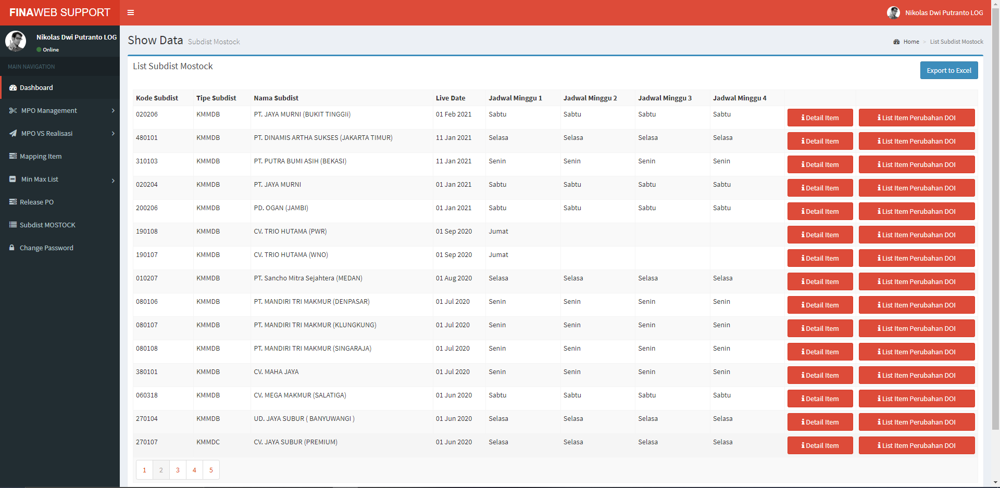 FINAWEB SUPPORT
Nikolas Dwi Putranto LOG
Nikolas Dwi Putranto LOG
Online
MAIN NAVIGATION
Dashboard
MPO Management
MPO VS Realisasi
Mapping Item
Min Max List
Release PO
Subdist MOSTOCK
Change Password
Show Data Subdist Mostock
Home > List Subdist Mostock
List Subdist Mostock
Export to Excel
Kode Subdist Tipe Subdist Nama Subdist Live Date Jadwal Minggu 1 Jadwal Minggu 2 Jadwal Minggu 3 Jadwal Minggu 4
020206 KMMDB PT. JAYA MURNI (BUKIT TINGGIi) 01 Feb 2021 Sabtu Sabtu Sabtu Sabtu Detail Item List Item Perubahan DOI
480101 KMMDB PT. DINAMIS ARTHA SUKSES (JAKARTA TIMUR) 11 Jan 2021 Selasa Selasa Selasa Selasa Detail Item List Item Perubahan DOI
310103 KMMDB PT. PUTRA BUMI ASIH (BEKASI) 11 Jan 2021 Senin Senin Senin Senin Detail Item List Item Perubahan DOI
020204 KMMDB PT. JAYA MURNI 01 Jan 2021 Sabtu Sabtu Sabtu Sabtu Detail Item List Item Perubahan DOI
200206 KMMDB PD. OGAN (JAMBI) 01 Jan 2021 Sabtu Sabtu Sabtu Sabtu Detail Item List Item Perubahan DOI
190108 KMMDB CV. TRIO HUTAMA (PWR) 01 Sep 2020 Jumat Detail Item List Item Perubahan DOI
190107 KMMDB CV. TRIO HUTAMA (WNO) 01 Sep 2020 Jumat Detail Item List Item Perubahan DOI
010207 KMMDB PT. Sancho Mitra Sejahtera (MEDAN) 01 Aug 2020 Selasa Selasa Selasa Selasa Detail Item List Item Perubahan DOI
080106 KMMDB PT. MANDIRI TRI MAKMUR (DENPASAR) 01 Jul 2020 Senin Senin Senin Senin Detail Item List Item Perubahan DOI
080107 KMMDB PT. MANDIRI TRI MAKMUR (KLUNGKUNG) 01 Jul 2020 Senin Senin Senin Senin Detail Item List Item Perubahan DOI
080108 KMMDB PT. MANDIRI TRI MAKMUR (SINGARAJA) 01 Jul 2020 Senin Senin Senin Senin Detail Item List Item Perubahan DOI
380101 KMMDB CV. MAHA JAYA 01 Jul 2020 Senin Senin Senin Senin Detail Item List Item Perubahan DOI
060318 KMMDB CV. MEGA MAKMUR (SALATIGA) 01 Jun 2020 Sabtu Sabtu Sabtu Sabtu Detail Item List Item Perubahan DOI
270104 KMMDB UD. JAYA SUBUR ( BANYUWANGI ) 01 Jun 2020 Selasa Selasa Selasa Selasa Detail Item List Item Perubahan DOI
270107 KMMDC CV. JAYA SUBUR (PREMIUM) 01 Jun 2020 Selasa Selasa Selasa Selasa Detail Item List Item Perubahan DOI
1 2 3 4 5